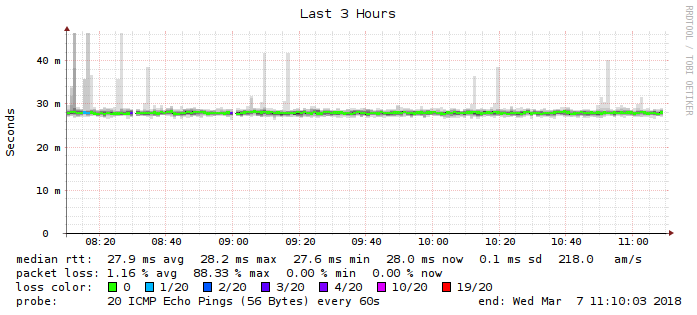 Last 3 Hours
RRDTOOL / TOBI OETIKER
Seconds
40 m
30 m
20 m
10 m
0
08:20 08:40 09:00 09:20 09:40 10:00 10:20 10:40 11:00
median rtt: 27.9 ms avg 28.2 ms max 27.6 ms min 28.0 ms now 0.1 ms sd 218.0 am/s
packet loss: 1.16 % avg 88.33 % max 0.00 % min 0.00 % now
loss color: 0 1/20 2/20 3/20 4/20 10/20 19/20
probe: 20 ICMP Echo Pings (56 Bytes) every 60s end: Wed Mar 7 11:10:03 2018